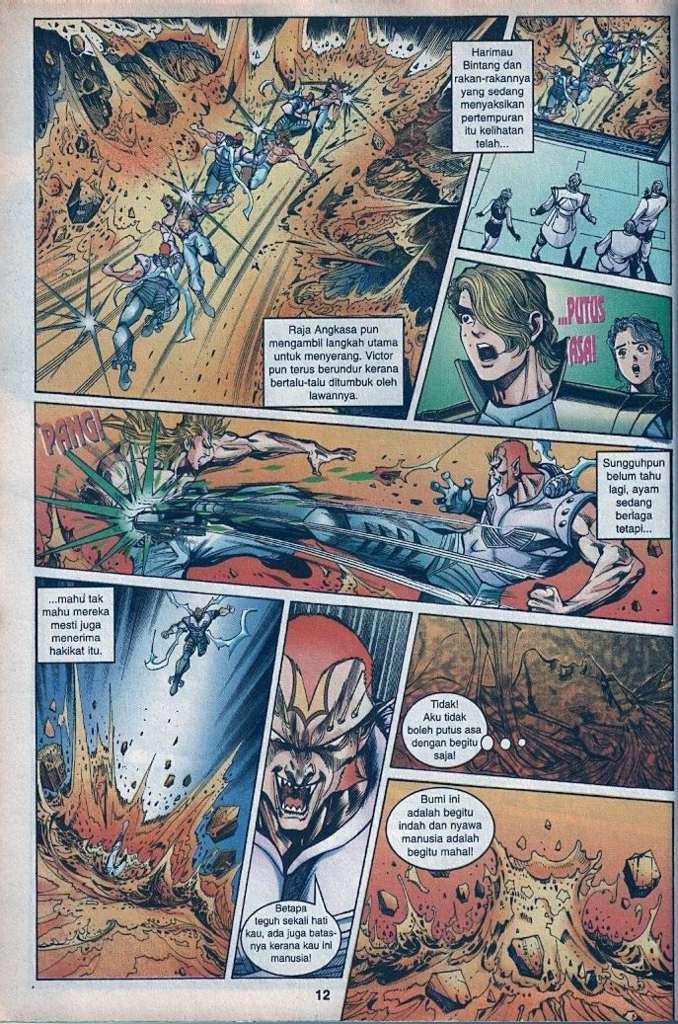 Raja Angkasa pun
mengambil langkah utama
untuk menyerang. Victor
pun terus berundur kerana
bertalu-talu ditumbuk oleh
lawannya.
Harimau
Bintang dan
rakan-rakannya
yang sedang
menyaksikan
pertempuran
itu kelihatan
telah...
...PUTUS
ASA!
PANG!
Sungguhpun
belum tahu
lagi, ayam
sedang
berlaga
tetapi...
...mahu tak
mahu mereka
mesti juga
menerima
hakikat itu.
Betapa
teguh sekali hati
kau, ada juga batas-
nya kerana kau ini
manusia!
Tidak!
Aku tidak
boleh putus asa
dengan begitu
saja!
Bumi ini
adalah begitu
indah dan nyawa
manusia adalah
begitu mahal!
12